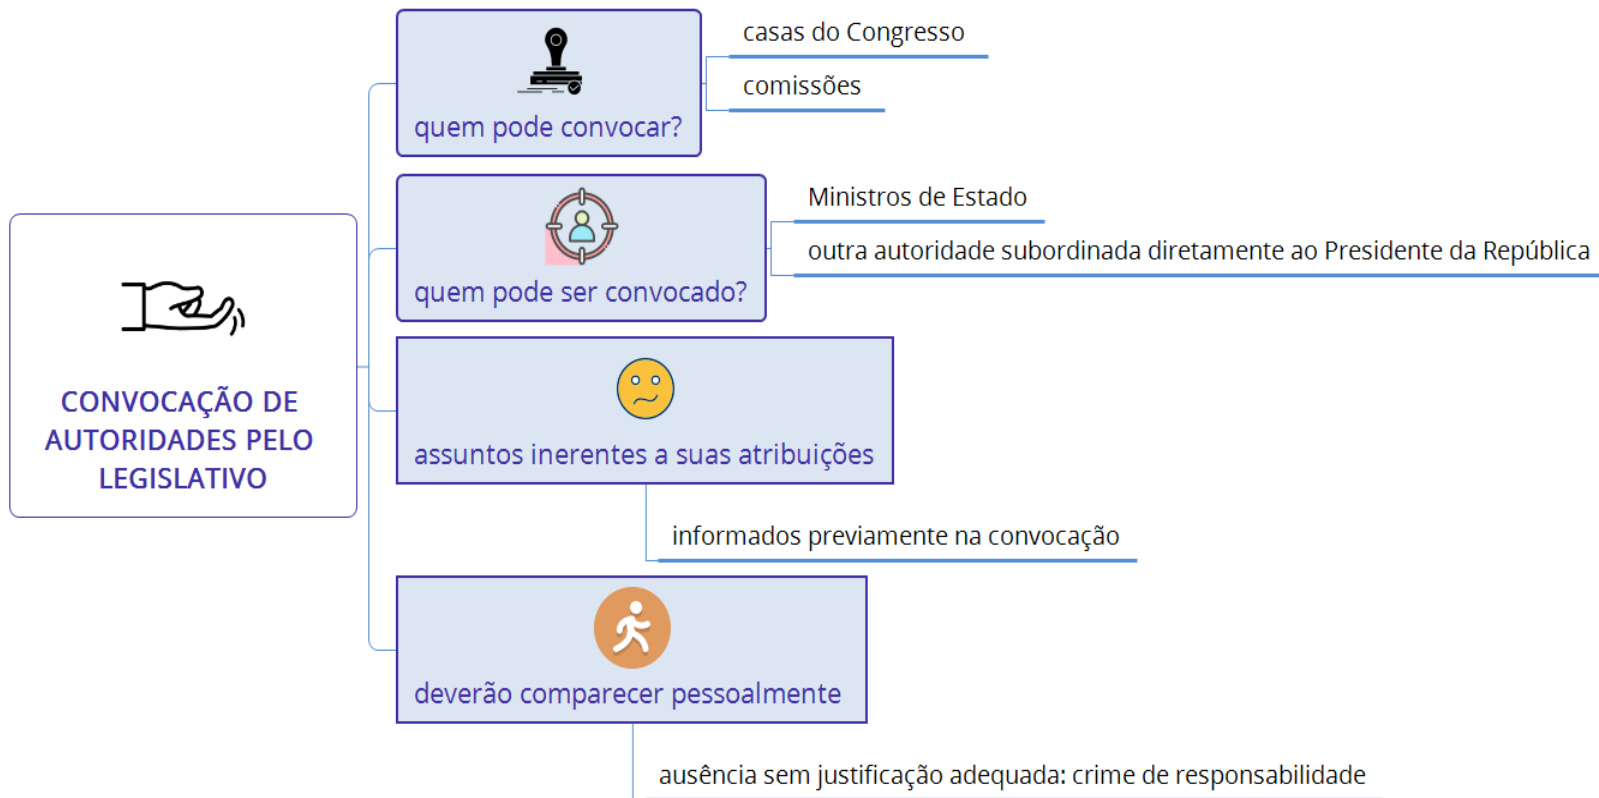 CONVOCAÇÃO DE
AUTORIDADES PELO
LEGISLATIVO
quem pode convocar?
casas do Congresso
comissões
quem pode ser convocado?
Ministros de Estado
outra autoridade subordinada diretamente ao Presidente da República
assuntos inerentes a suas atribuições
informados previamente na convocação
deverão comparecer pessoalmente
ausência sem justificação adequada: crime de responsabilidade